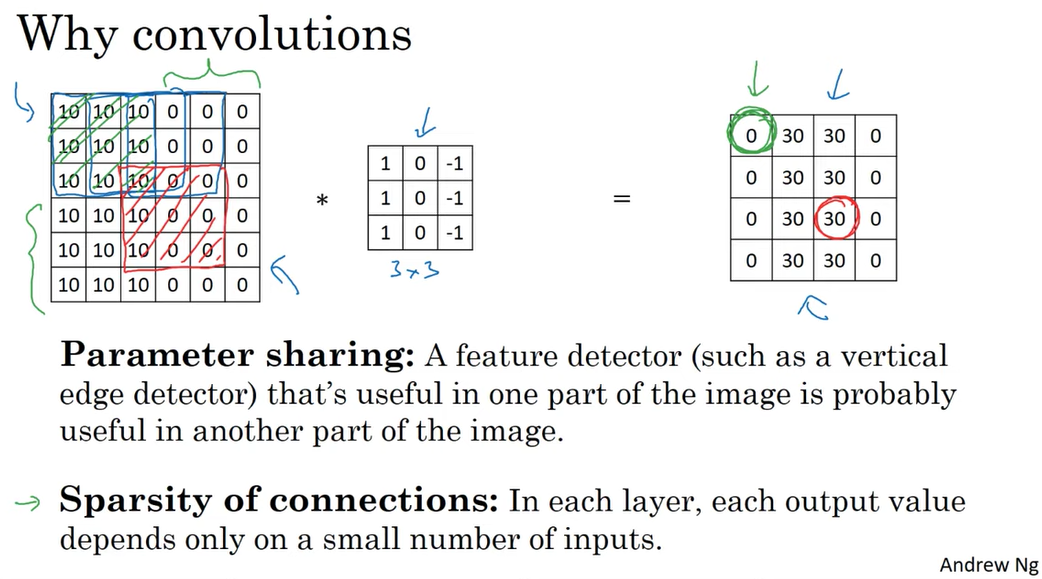 Why convolutions
10 10 10 0 0 0
10 10 10 0 0 0
10 10 10 0 0 0
10 10 10 0 0 0
10 10 10 0 0 0
10 10 10 0 0 0
*
1 0 -1
1 0 -1
1 0 -1
3 × 3
=
0 30 30 0
0 30 30 0
0 30 30 0
0 30 30 0
Parameter sharing: A feature detector (such as a vertical
edge detector) that's useful in one part of the image is probably
useful in another part of the image.
→ Sparsity of connections: In each layer, each output value
depends only on a small number of inputs.
Andrew Ng